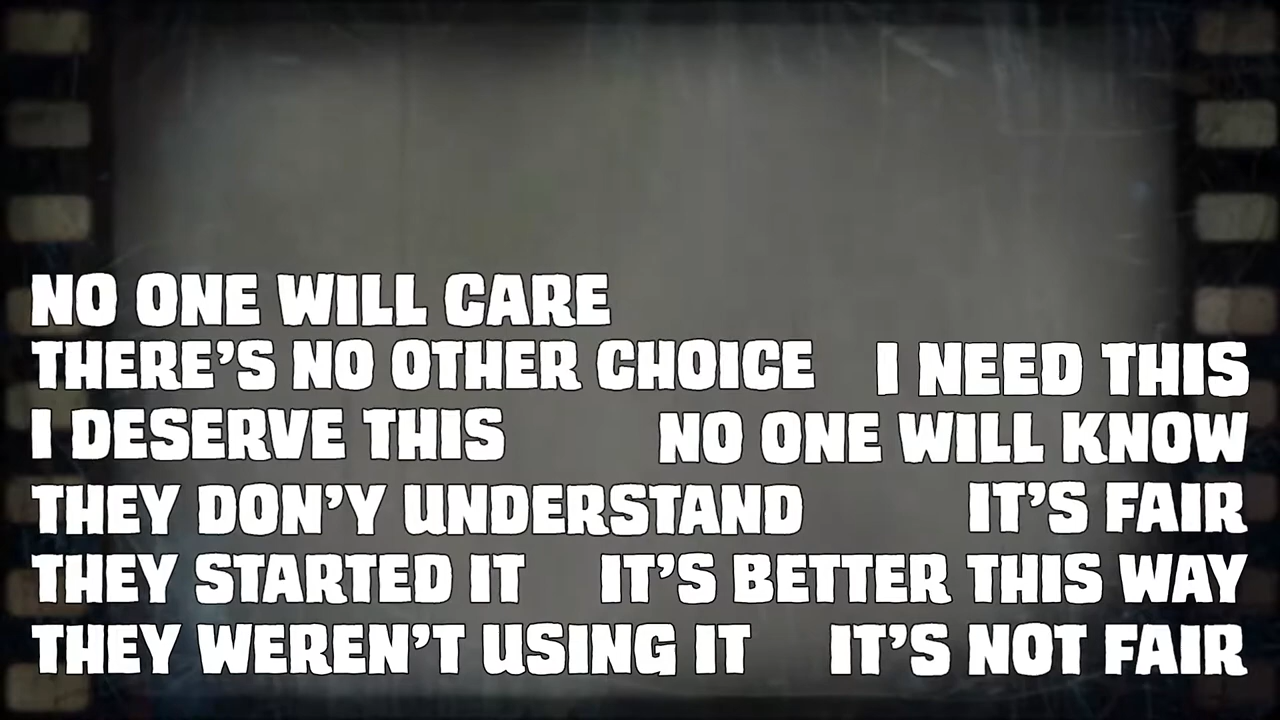 NO ONE WILL CARE
THERE'S NO OTHER CHOICE I NEED THIS
I DESERVE THIS NO ONE WILL KNOW
THEY DON'Y UNDERSTAND IT'S FAIR
THEY STARTED IT IT'S BETTER THIS WAY
THEY WEREN'T USING IT IT'S NOT FAIR